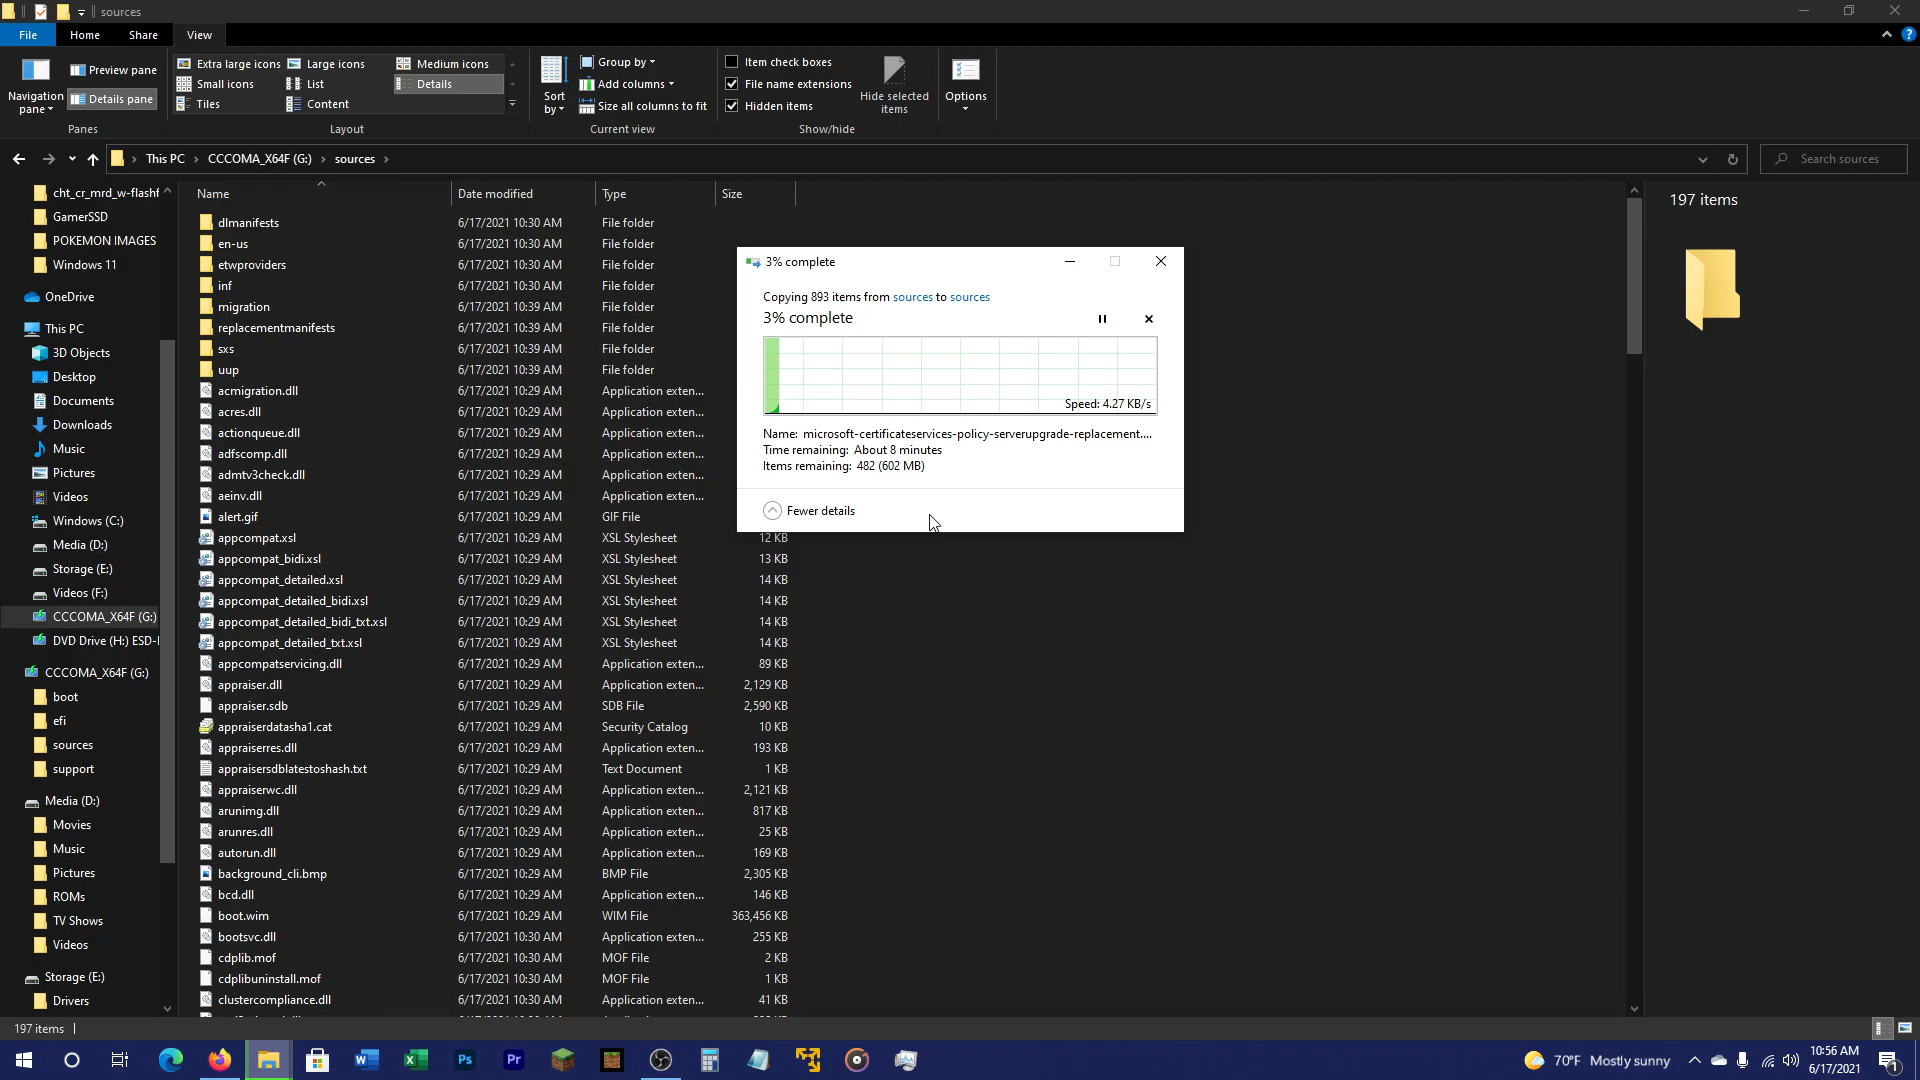 sources
File
Home
Share
View
Navigation pane
Preview pane
Details pane
Panes
Extra large icons
Large icons
Medium icons
Small icons
List
Details
Tiles
Content
Layout
Sort by
Group by
Add columns
Size all columns to fit
Current view
Item check boxes
File name extensions
Hidden items
Hide selected items
Show/hide
Options
This PC
CCCOMA_X64F (G:)
sources
Search sources
cht_cr_mrd_w-flashf
GamerSSD
POKEMON IMAGES
Windows 11
OneDrive
This PC
3D Objects
Desktop
Documents
Downloads
Music
Pictures
Videos
Windows (C:)
Media (D:)
Storage (E:)
Videos (F:)
CCCOMA_X64F (G:)
DVD Drive (H:) ESD-I
CCCOMA_X64F (G:)
boot
efi
sources
support
Media (D:)
Movies
Music
Pictures
ROMs
TV Shows
Videos
Storage (E:)
Drivers
Name Date modified Type Size
dlmanifests 6/17/2021 10:30 AM File folder
en-us 6/17/2021 10:30 AM File folder
etwproviders 6/17/2021 10:30 AM File folder
inf 6/17/2021 10:30 AM File folder
migration 6/17/2021 10:39 AM File folder
replacementmanifests 6/17/2021 10:39 AM File folder
sxs 6/17/2021 10:39 AM File folder
uup 6/17/2021 10:39 AM File folder
acmigration.dll 6/17/2021 10:29 AM Application exten...
acres.dll 6/17/2021 10:29 AM Application exten...
actionqueue.dll 6/17/2021 10:29 AM Application exten...
adfscomp.dll 6/17/2021 10:29 AM Application exten...
admtv3check.dll 6/17/2021 10:29 AM Application exten...
aeinv.dll 6/17/2021 10:29 AM Application exten...
alert.gif 6/17/2021 10:29 AM GIF File
appcompat.xsl 6/17/2021 10:29 AM XSL Stylesheet 12 KB
appcompat_bidi.xsl 6/17/2021 10:29 AM XSL Stylesheet 13 KB
appcompat_detailed.xsl 6/17/2021 10:29 AM XSL Stylesheet 14 KB
appcompat_detailed_bidi.xsl 6/17/2021 10:29 AM XSL Stylesheet 14 KB
appcompat_detailed_bidi_txt.xsl 6/17/2021 10:29 AM XSL Stylesheet 14 KB
appcompat_detailed_txt.xsl 6/17/2021 10:29 AM XSL Stylesheet 14 KB
appcompatservicing.dll 6/17/2021 10:29 AM Application exten... 89 KB
appraiser.dll 6/17/2021 10:29 AM Application exten... 2,129 KB
appraiser.sdb 6/17/2021 10:29 AM SDB File 2,590 KB
appraiserdatasha1.cat 6/17/2021 10:29 AM Security Catalog 10 KB
appraiserres.dll 6/17/2021 10:29 AM Application exten... 193 KB
appraisersdblatestoshash.txt 6/17/2021 10:29 AM Text Document 1 KB
appraiserwc.dll 6/17/2021 10:29 AM Application exten... 2,121 KB
arunimg.dll 6/17/2021 10:29 AM Application exten... 817 KB
arunres.dll 6/17/2021 10:29 AM Application exten... 25 KB
autorun.dll 6/17/2021 10:29 AM Application exten... 169 KB
background_cli.bmp 6/17/2021 10:29 AM BMP File 2,305 KB
bcd.dll 6/17/2021 10:29 AM Application exten... 146 KB
boot.wim 6/17/2021 10:29 AM WIM File 363,456 KB
bootsvc.dll 6/17/2021 10:30 AM Application exten... 255 KB
cdplib.mof 6/17/2021 10:30 AM MOF File 2 KB
cdplibuninstall.mof 6/17/2021 10:30 AM MOF File 1 KB
clustercompliance.dll 6/17/2021 10:30 AM Application exten... 41 KB
3% complete
Copying 893 items from sources to sources
3% complete
Speed: 4.27 KB/s
Name: microsoft-certificateservices-policy-serverupgrade-replacement....
Time remaining: About 8 minutes
Items remaining: 482 (602 MB)
Fewer details
197 items
197 items
W
X
Ps
Pr
70°F Mostly sunny
10:56 AM
6/17/2021
1